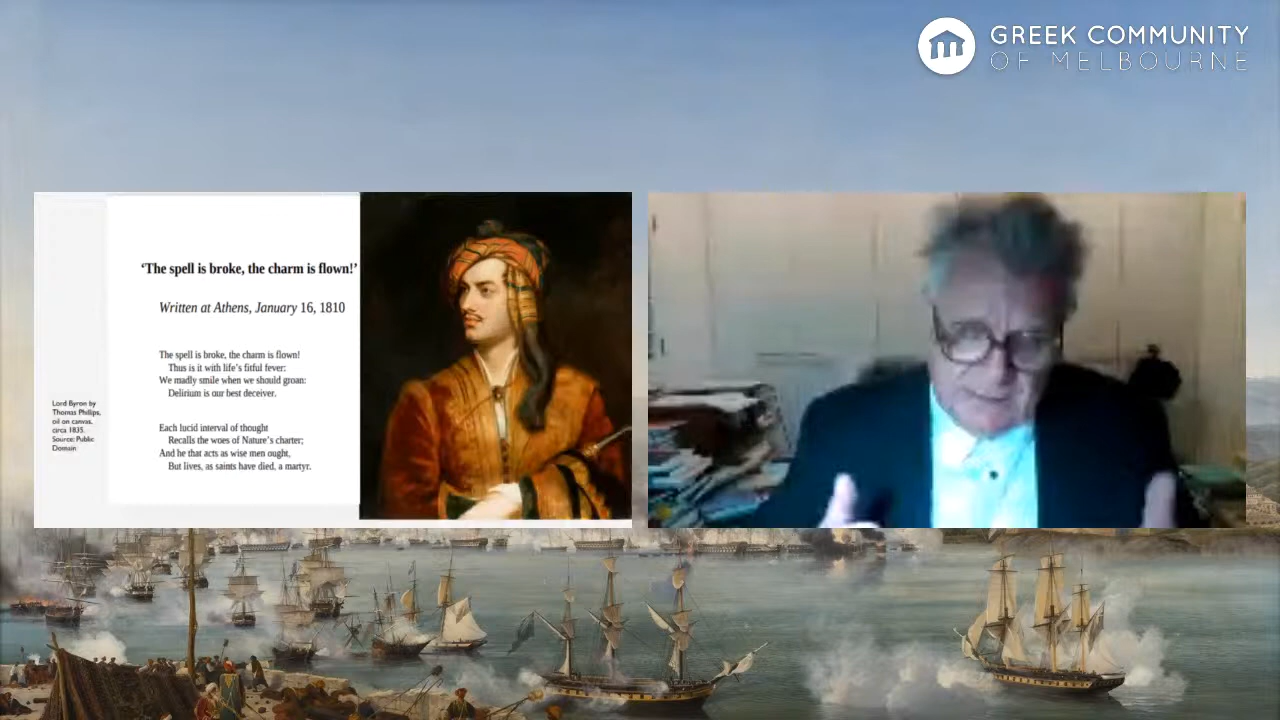 GREEK COMMUNITY
OF MELBOURNE
‘The spell is broke, the charm is flown!’
Written at Athens, January 16, 1810
The spell is broke, the charm is flown!
Thus is it with life’s fitful fever:
We madly smile when we should groan:
Delirium is our best deceiver.
Each lucid interval of thought
Recalls the woes of Nature’s charter;
And he that acts as wise men ought,
But lives, as saints have died, a martyr.
Lord Byron by
Thomas Phillips,
oil on canvas,
circa 1835.
Source: Public
Domain